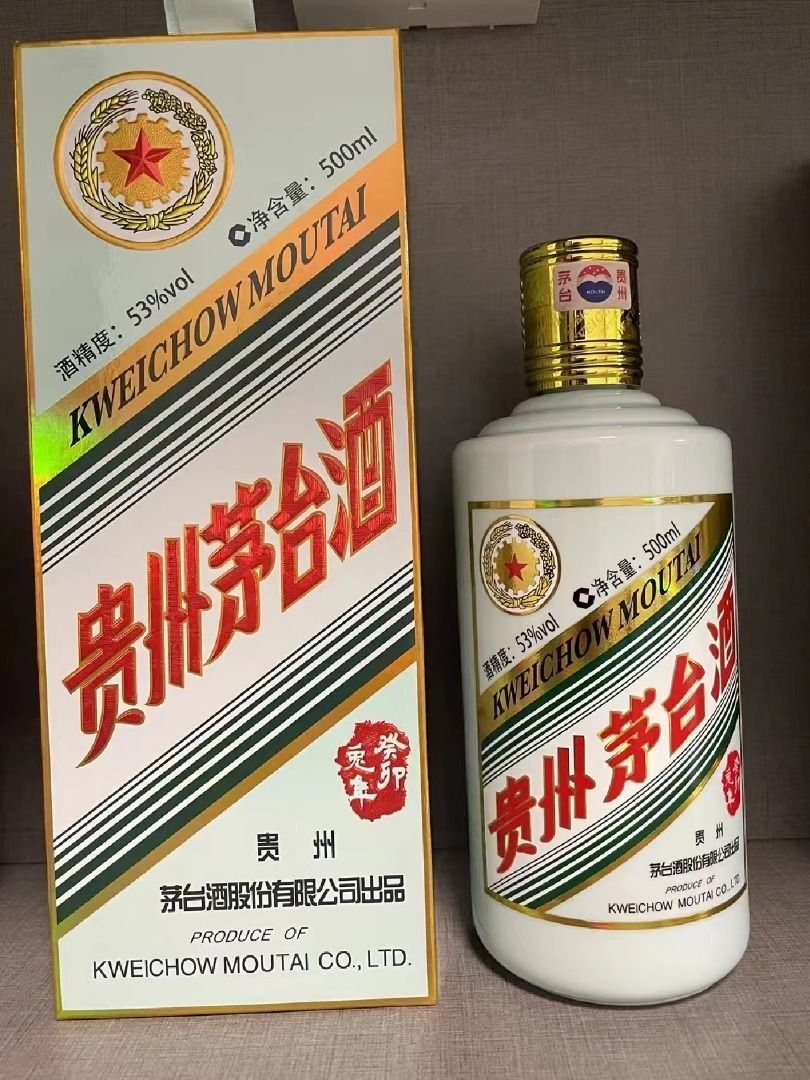 净含量：500ml
酒精度：53%vol
KWEICHOW MOUTAI
贵州茅台酒
癸卯
兔年
贵州
茅台酒股份有限公司出品
PRODUCE OF
KWEICHOW MOUTAI CO., LTD.
贵州
茅台
MOUTAI
净含量：500ml
酒精度：53%vol
KWEICHOW MOUTAI
贵州茅台酒
癸卯
兔年
贵州
茅台酒股份有限公司出品
PRODUCE OF
KWEICHOW MOUTAI CO., LTD.